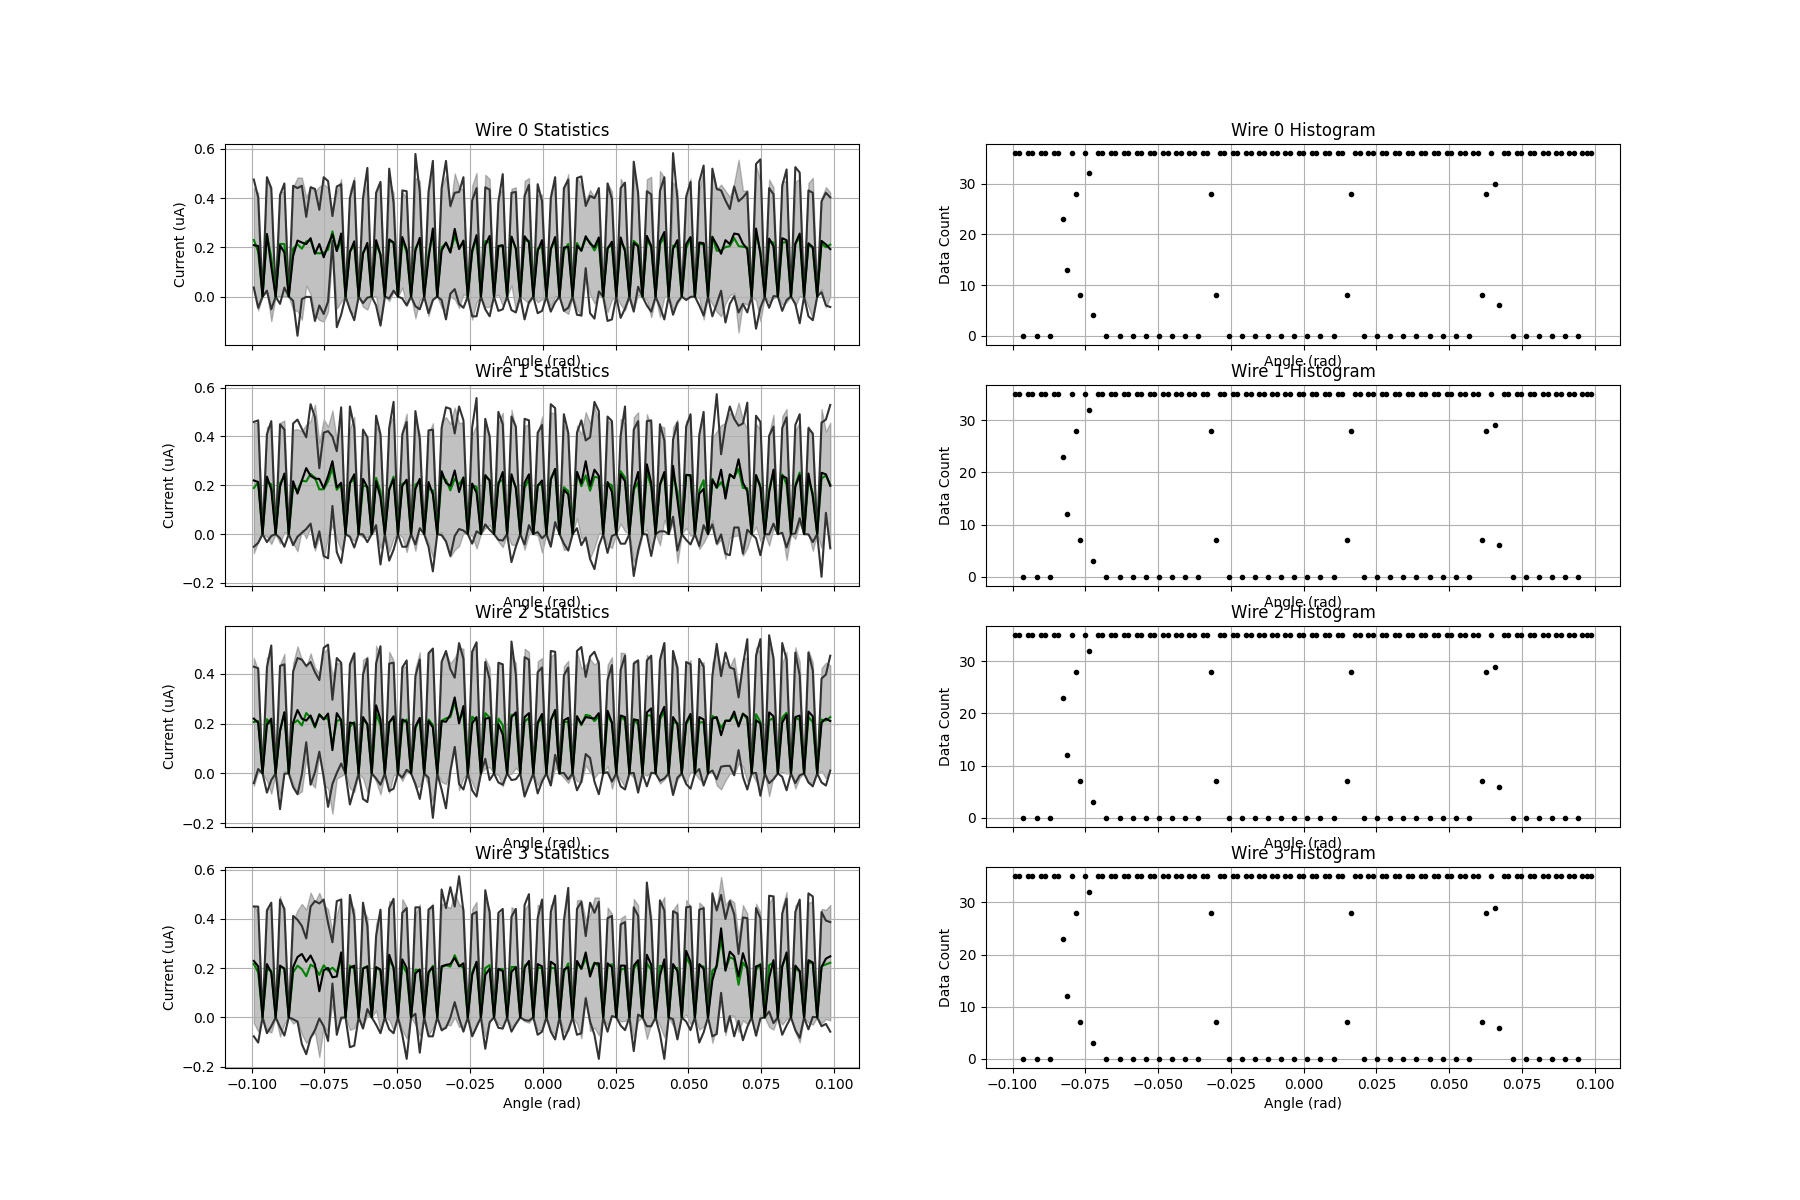 Wire 0 Statistics
Current (uA)
0.6
0.4
0.2
0.0
Angle (rad)
Wire 0 Histogram
Data Count
30
20
10
0
Angle (rad)
Wire 1 Statistics
Current (uA)
0.6
0.4
0.2
0.0
−0.2
Angle (rad)
Wire 1 Histogram
Data Count
30
20
10
0
Angle (rad)
Wire 2 Statistics
Current (uA)
0.4
0.2
0.0
−0.2
Angle (rad)
Wire 2 Histogram
Data Count
30
20
10
0
Angle (rad)
Wire 3 Statistics
Current (uA)
0.6
0.4
0.2
0.0
−0.2
−0.100 −0.075 −0.050 −0.025 0.000 0.025 0.050 0.075 0.100
Angle (rad)
Wire 3 Histogram
Data Count
30
20
10
0
−0.100 −0.075 −0.050 −0.025 0.000 0.025 0.050 0.075 0.100
Angle (rad)